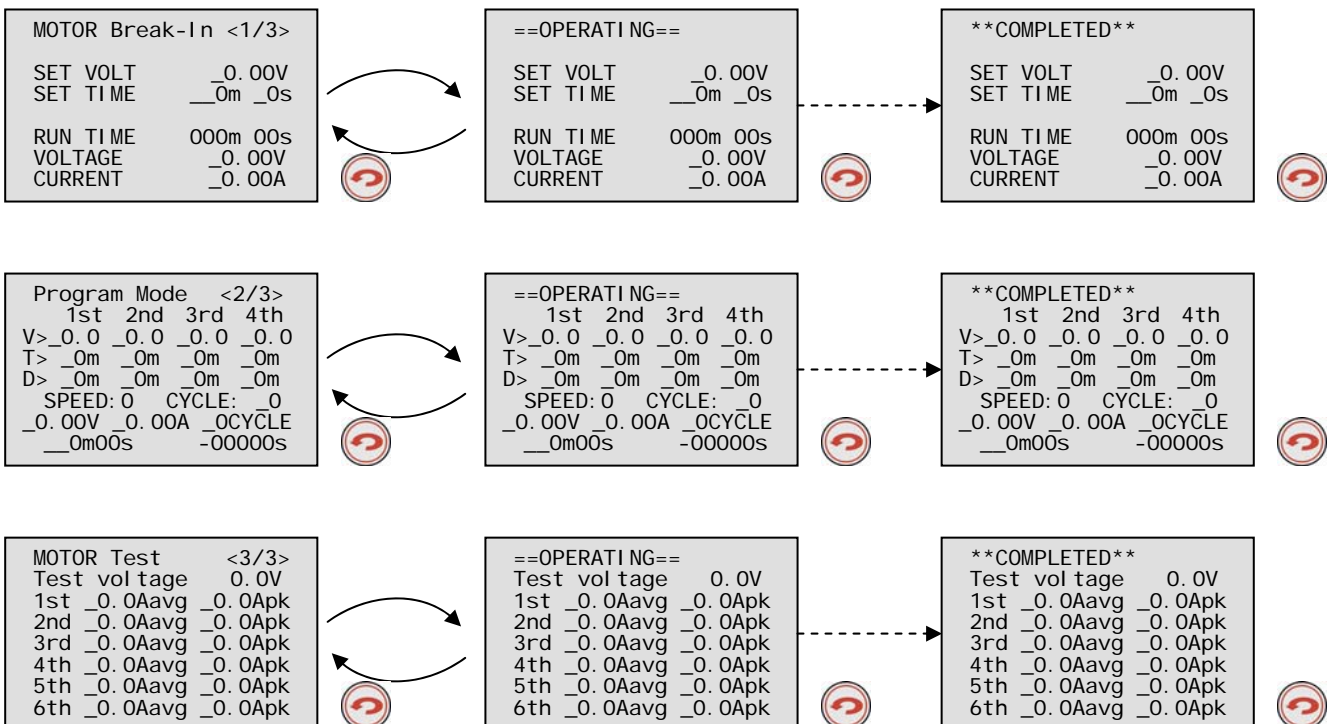 MOTOR Break-In <1/3>
SET VOLT _0.00V
SET TIME __0m _0s
RUN TIME 000m 00s
VOLTAGE _0.00V
CURRENT _0.00A
==OPERATING==
SET VOLT _0.00V
SET TIME __0m _0s
RUN TIME 000m 00s
VOLTAGE _0.00V
CURRENT _0.00A
**COMPLETED**
SET VOLT _0.00V
SET TIME __0m _0s
RUN TIME 000m 00s
VOLTAGE _0.00V
CURRENT _0.00A
Program Mode <2/3>
1st 2nd 3rd 4th
V>_0.0 _0.0 _0.0 _0.0
T> _0m _0m _0m _0m
D> _0m _0m _0m _0m
SPEED:0 CYCLE: _0
_0.00V _0.00A _0CYCLE
__0m00s -00000s
==OPERATING==
1st 2nd 3rd 4th
V>_0.0 _0.0 _0.0 _0.0
T> _0m _0m _0m _0m
D> _0m _0m _0m _0m
SPEED:0 CYCLE: _0
_0.00V _0.00A _0CYCLE
__0m00s -00000s
**COMPLETED**
1st 2nd 3rd 4th
V>_0.0 _0.0 _0.0 _0.0
T> _0m _0m _0m _0m
D> _0m _0m _0m _0m
SPEED:0 CYCLE: _0
_0.00V _0.00A _0CYCLE
__0m00s -00000s
MOTOR Test <3/3>
Test voltage 0.0V
1st _0.0Aavg _0.0Apk
2nd _0.0Aavg _0.0Apk
3rd _0.0Aavg _0.0Apk
4th _0.0Aavg _0.0Apk
5th _0.0Aavg _0.0Apk
6th _0.0Aavg _0.0Apk
==OPERATING==
Test voltage 0.0V
1st _0.0Aavg _0.0Apk
2nd _0.0Aavg _0.0Apk
3rd _0.0Aavg _0.0Apk
4th _0.0Aavg _0.0Apk
5th _0.0Aavg _0.0Apk
6th _0.0Aavg _0.0Apk
**COMPLETED**
Test voltage 0.0V
1st _0.0Aavg _0.0Apk
2nd _0.0Aavg _0.0Apk
3rd _0.0Aavg _0.0Apk
4th _0.0Aavg _0.0Apk
5th _0.0Aavg _0.0Apk
6th _0.0Aavg _0.0Apk